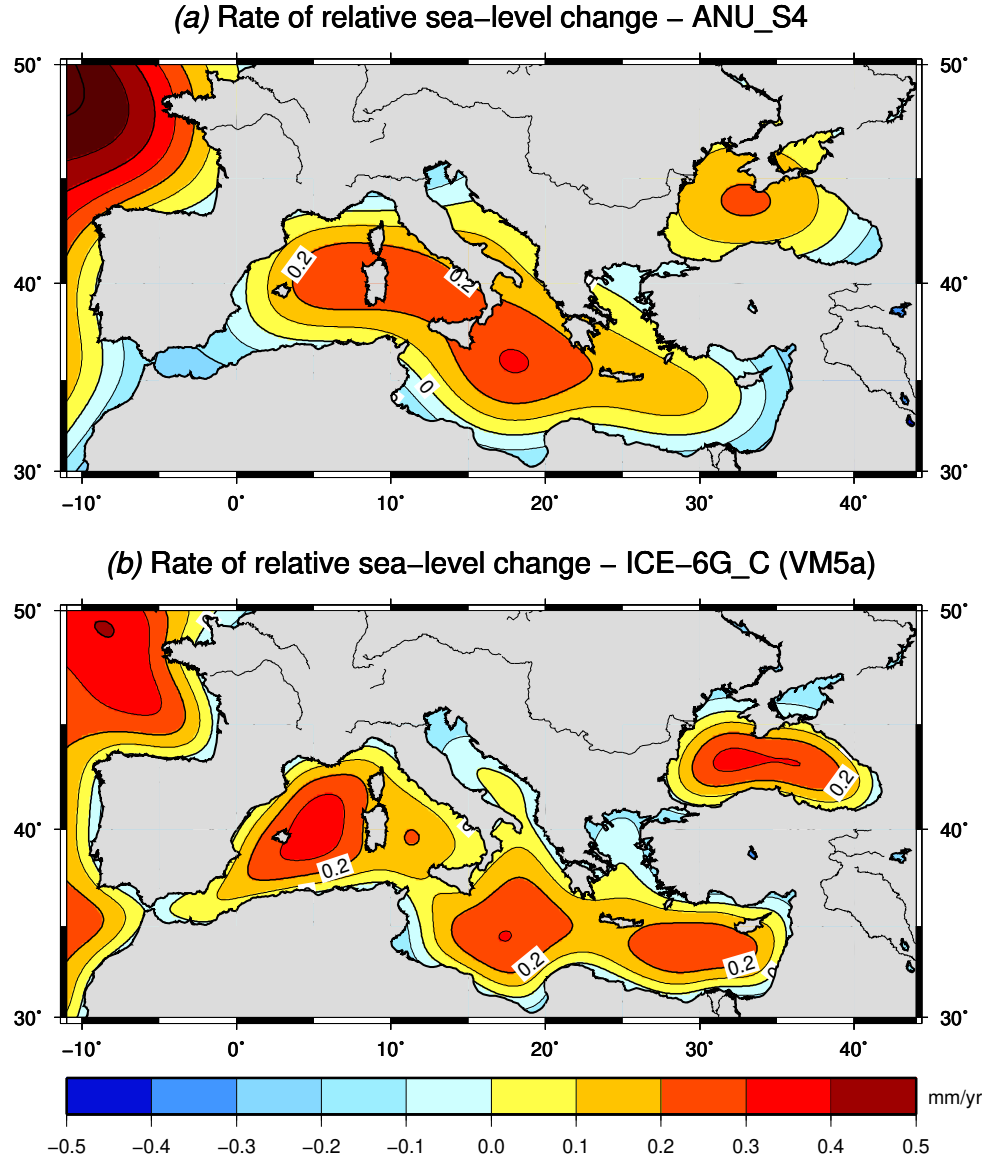 (a) Rate of relative sea−level change − ANU_S4
50˚ 50˚
0.2 0.2
40˚ 40˚
0
30˚ 30˚
−10˚ 0˚ 10˚ 20˚ 30˚ 40˚
(b) Rate of relative sea−level change − ICE−6G_C (VM5a)
50˚ 50˚
0.2
40˚ 40˚
0.2
0.2 0.2
30˚ 30˚
−10˚ 0˚ 10˚ 20˚ 30˚ 40˚
mm/yr
−0.5 −0.4 −0.3 −0.2 −0.1 0.0 0.1 0.2 0.3 0.4 0.5